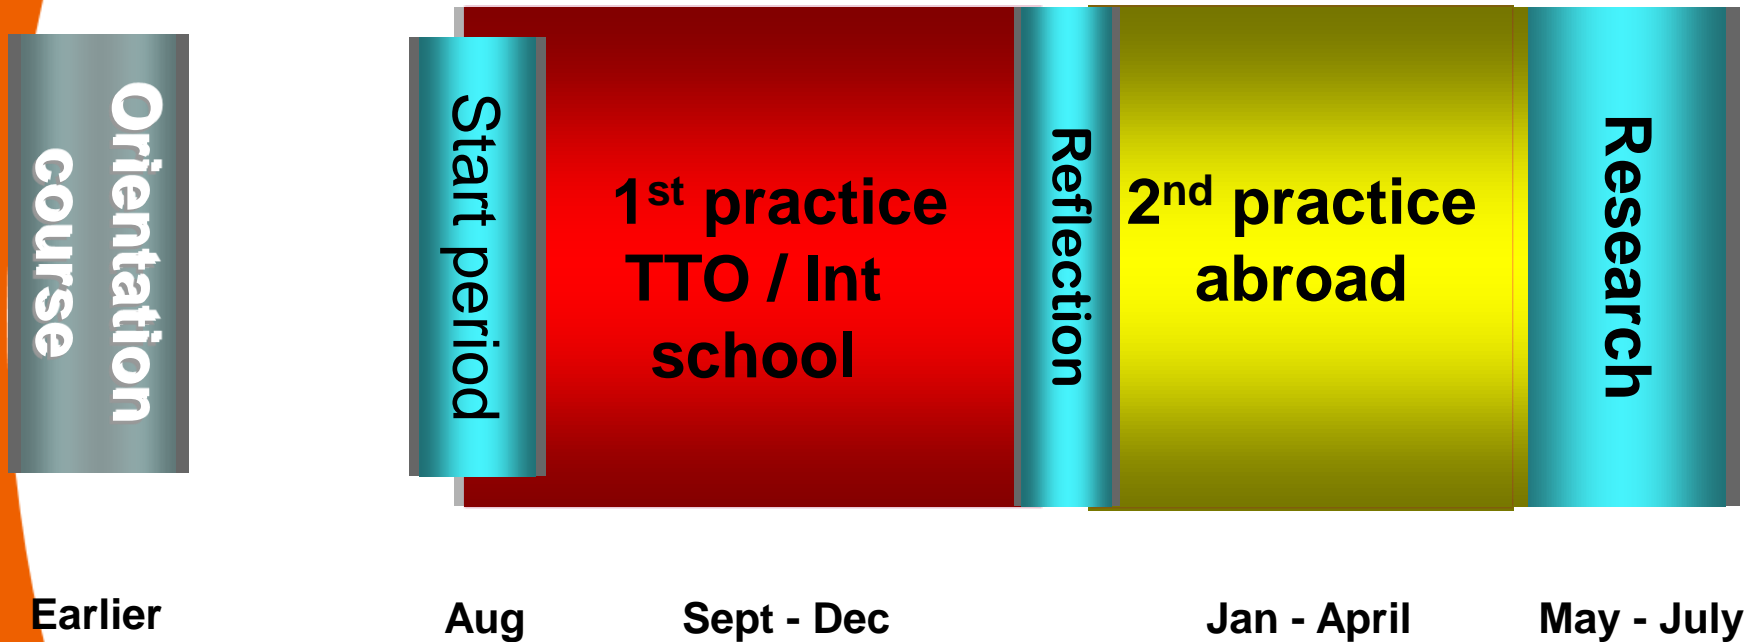 Orientation
course
Start period
1st practice
TTO / Int
school
Reflection
2nd practice
abroad
Research
Earlier
Aug
Sept - Dec
Jan - April
May - July